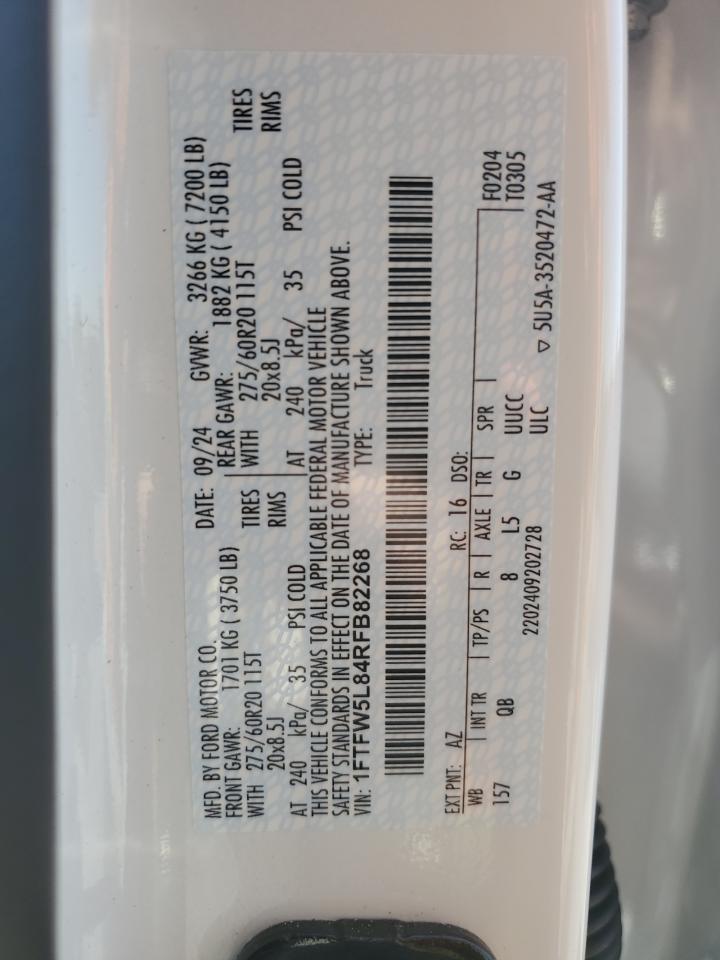 MFD. BY FORD MOTOR CO.
DATE: 09/24 GVWR: 3266 KG ( 7200 LB)
FRONT GAWR: 1701 KG ( 3750 LB)
REAR GAWR: 1882 KG ( 4150 LB)
WITH 275/60R20 115T TIRES
WITH 275/60R20 115T TIRES
20x8.5J RIMS
20x8.5J RIMS
AT 240 kPa/ 35 PSI COLD
AT 240 kPa/ 35 PSI COLD
THIS VEHICLE CONFORMS TO ALL APPLICABLE FEDERAL MOTOR VEHICLE
SAFETY STANDARDS IN EFFECT ON THE DATE OF MANUFACTURE SHOWN ABOVE.
VIN: 1FTFW5L84RFB82268 TYPE: Truck
EXT PNT: AZ RC: 16 DSO:
WB | INT TR | TP/PS | R | AXLE | TR | SPR | F0204
T0305
157 QB 8 L5 G UUCC
2202409202728 ULC
▽ 5U5A-3520472-AA